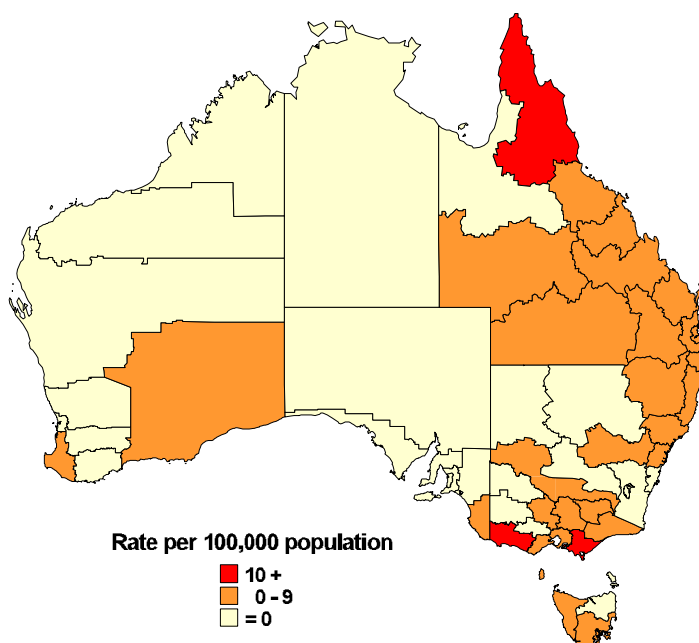 Rate per 100,000 population
10 +
0 - 9
= 0